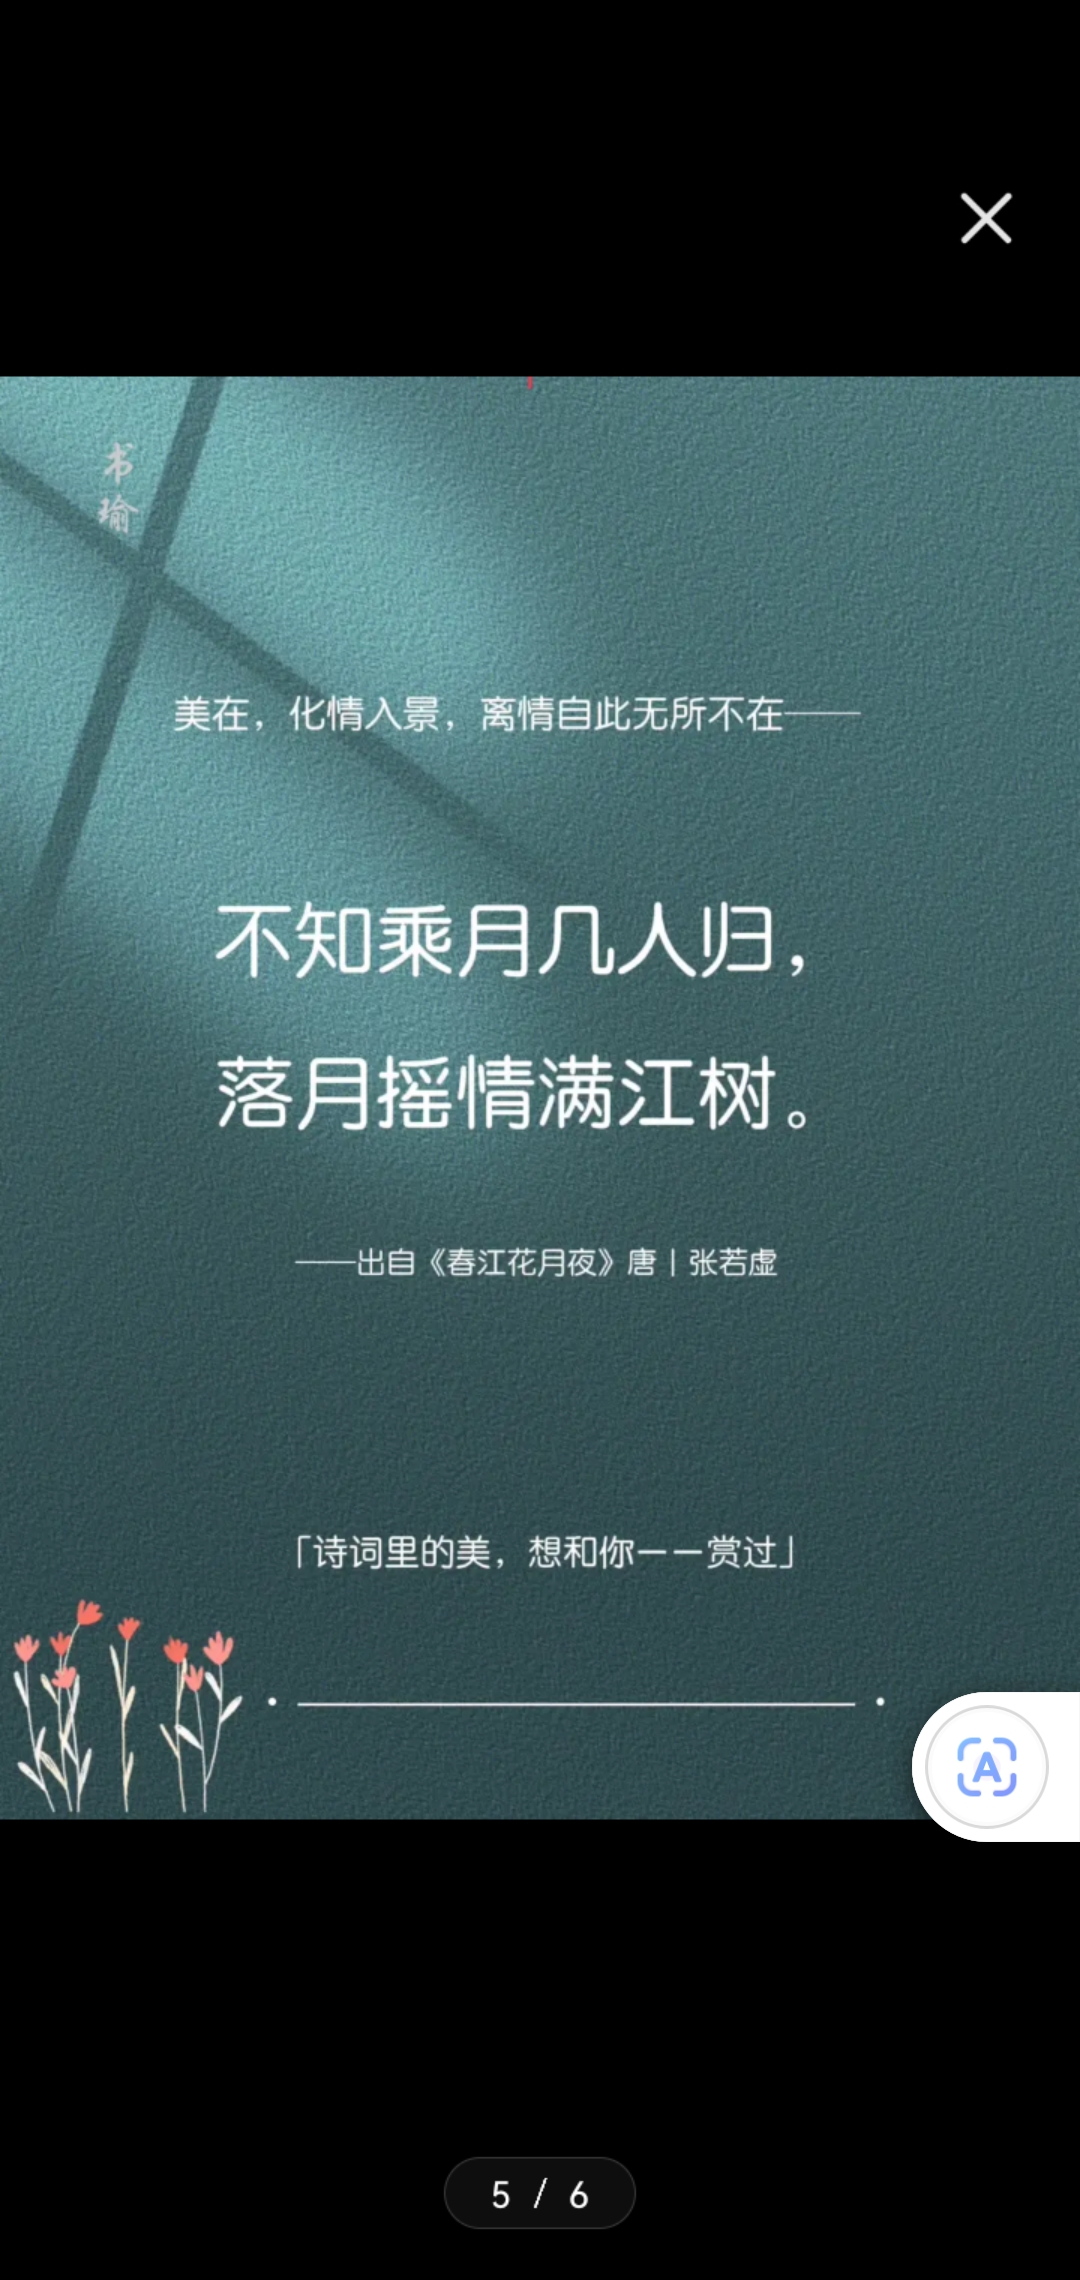 书
瑜
美在，化情入景，离情自此无所不在——
不知乘月几人归，
落月摇情满江树。
——出自《春江花月夜》唐丨张若虚
「诗词里的美，想和你一一赏过」
A
5 / 6